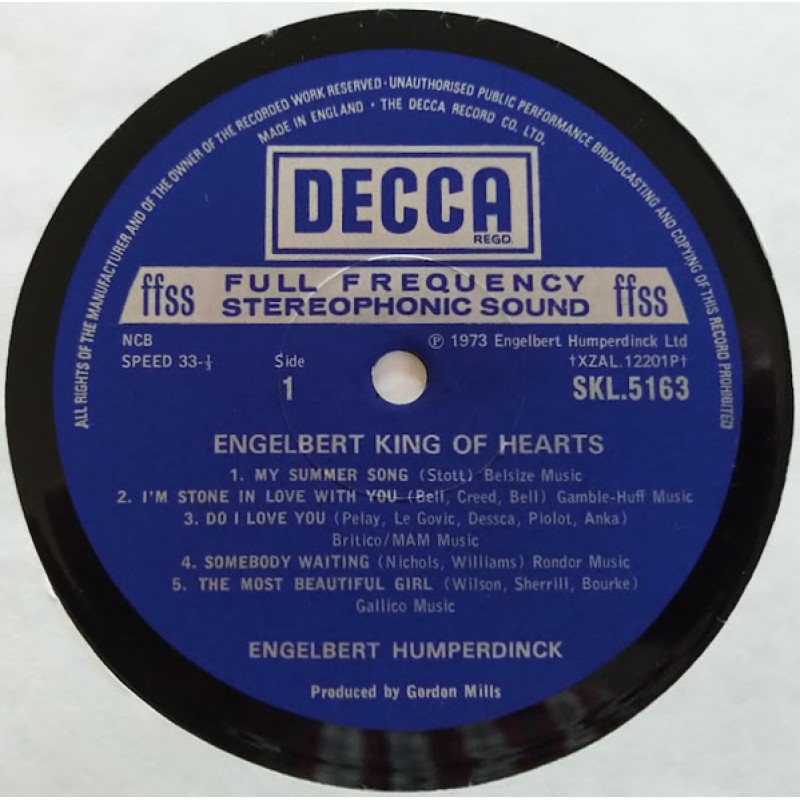 ALL RIGHTS OF THE MANUFACTURER AND OF THE OWNER OF THE RECORDED WORK RESERVED · UNAUTHORISED PUBLIC PERFORMANCE BROADCASTING AND COPYING OF THIS RECORD PROHIBITED
MADE IN ENGLAND · THE DECCA RECORD CO. LTD.
DECCA
REGD.
ffss FULL FREQUENCY STEREOPHONIC SOUND ffss
NCB
℗ 1973 Engelbert Humperdinck Ltd
SPEED 33-⅓ Side †XZAL.12201P†
1 SKL.5163
ENGELBERT KING OF HEARTS
1. MY SUMMER SONG (Stott) Belsize Music
2. I'M STONE IN LOVE WITH YOU (Bell, Creed, Bell) Gamble-Huff Music
3. DO I LOVE YOU (Pelay, Le Govic, Dessca, Piolot, Anka)
Britico/MAM Music
4. SOMEBODY WAITING (Nichols, Williams) Rondor Music
5. THE MOST BEAUTIFUL GIRL (Wilson, Sherrill, Bourke)
Gallico Music
ENGELBERT HUMPERDINCK
Produced by Gordon Mills